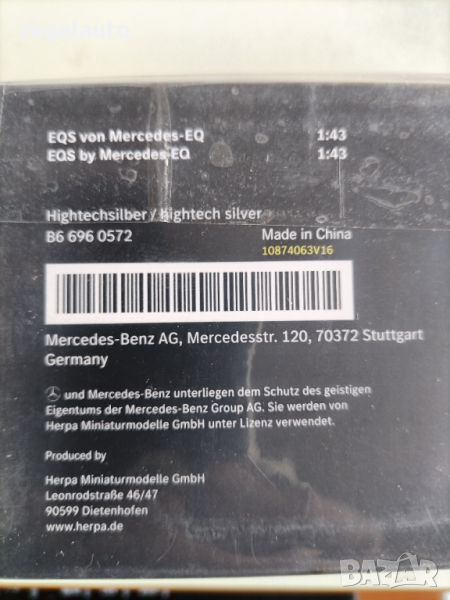 EQS von Mercedes-EQ 1:43
EQS by Mercedes-EQ 1:43
Hightechsilber / hightech silver
B6 696 0572 Made in China
10874063V16
Mercedes-Benz AG, Mercedesstr. 120, 70372 Stuttgart
Germany
und Mercedes-Benz unterliegen dem Schutz des geistigen
Eigentums der Mercedes-Benz Group AG. Sie werden von
Herpa Miniaturmodelle GmbH unter Lizenz verwendet.
Produced by
Herpa Miniaturmodelle GmbH
Leonrodstraße 46/47
90599 Dietenhofen
www.herpa.de
BAZAR